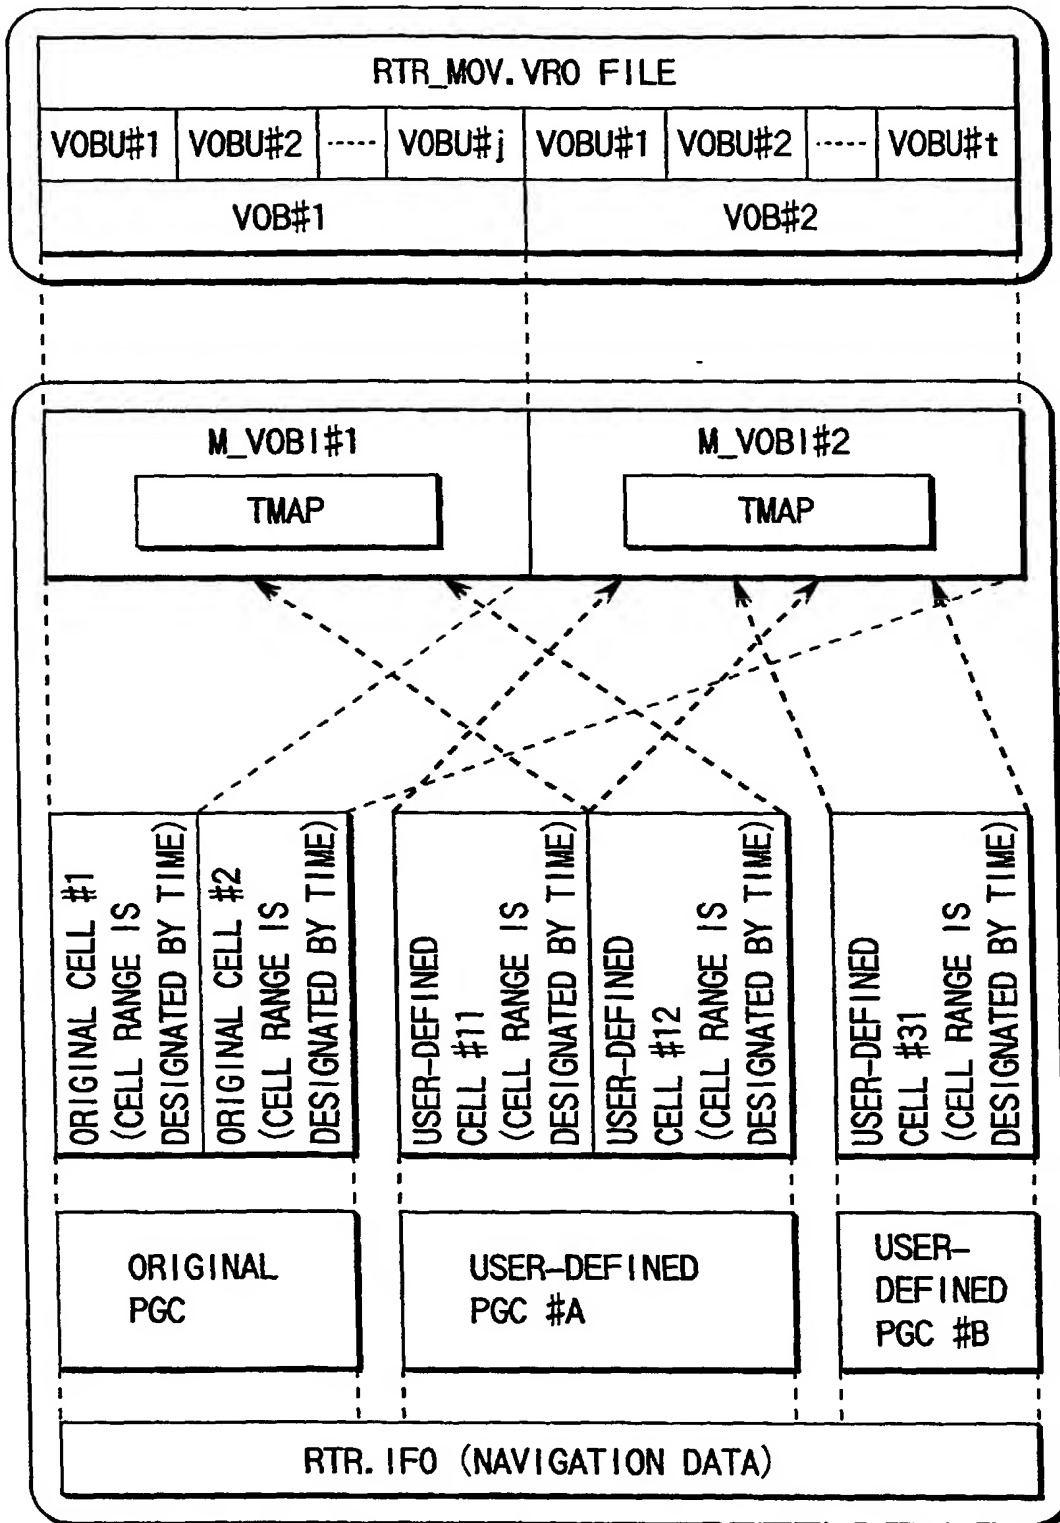 RTR_MOV.VRO FILE
VOBU#1 VOBU#2 ----- VOBU#j VOBU#1 VOBU#2 ----- VOBU#t
VOB#1 VOB#2
M_VOBI#1 M_VOBI#2
TMAP TMAP
ORIGINAL CELL #1
(CELL RANGE IS
DESIGNATED BY TIME)
ORIGINAL CELL #2
(CELL RANGE IS
DESIGNATED BY TIME)
USER-DEFINED
CELL #11
(CELL RANGE IS
DESIGNATED BY TIME)
USER-DEFINED
CELL #12
(CELL RANGE IS
DESIGNATED BY TIME)
USER-DEFINED
CELL #31
(CELL RANGE IS
DESIGNATED BY TIME)
ORIGINAL
PGC
USER-DEFINED
PGC #A
USER-
DEFINED
PGC #B
RTR.IFO (NAVIGATION DATA)